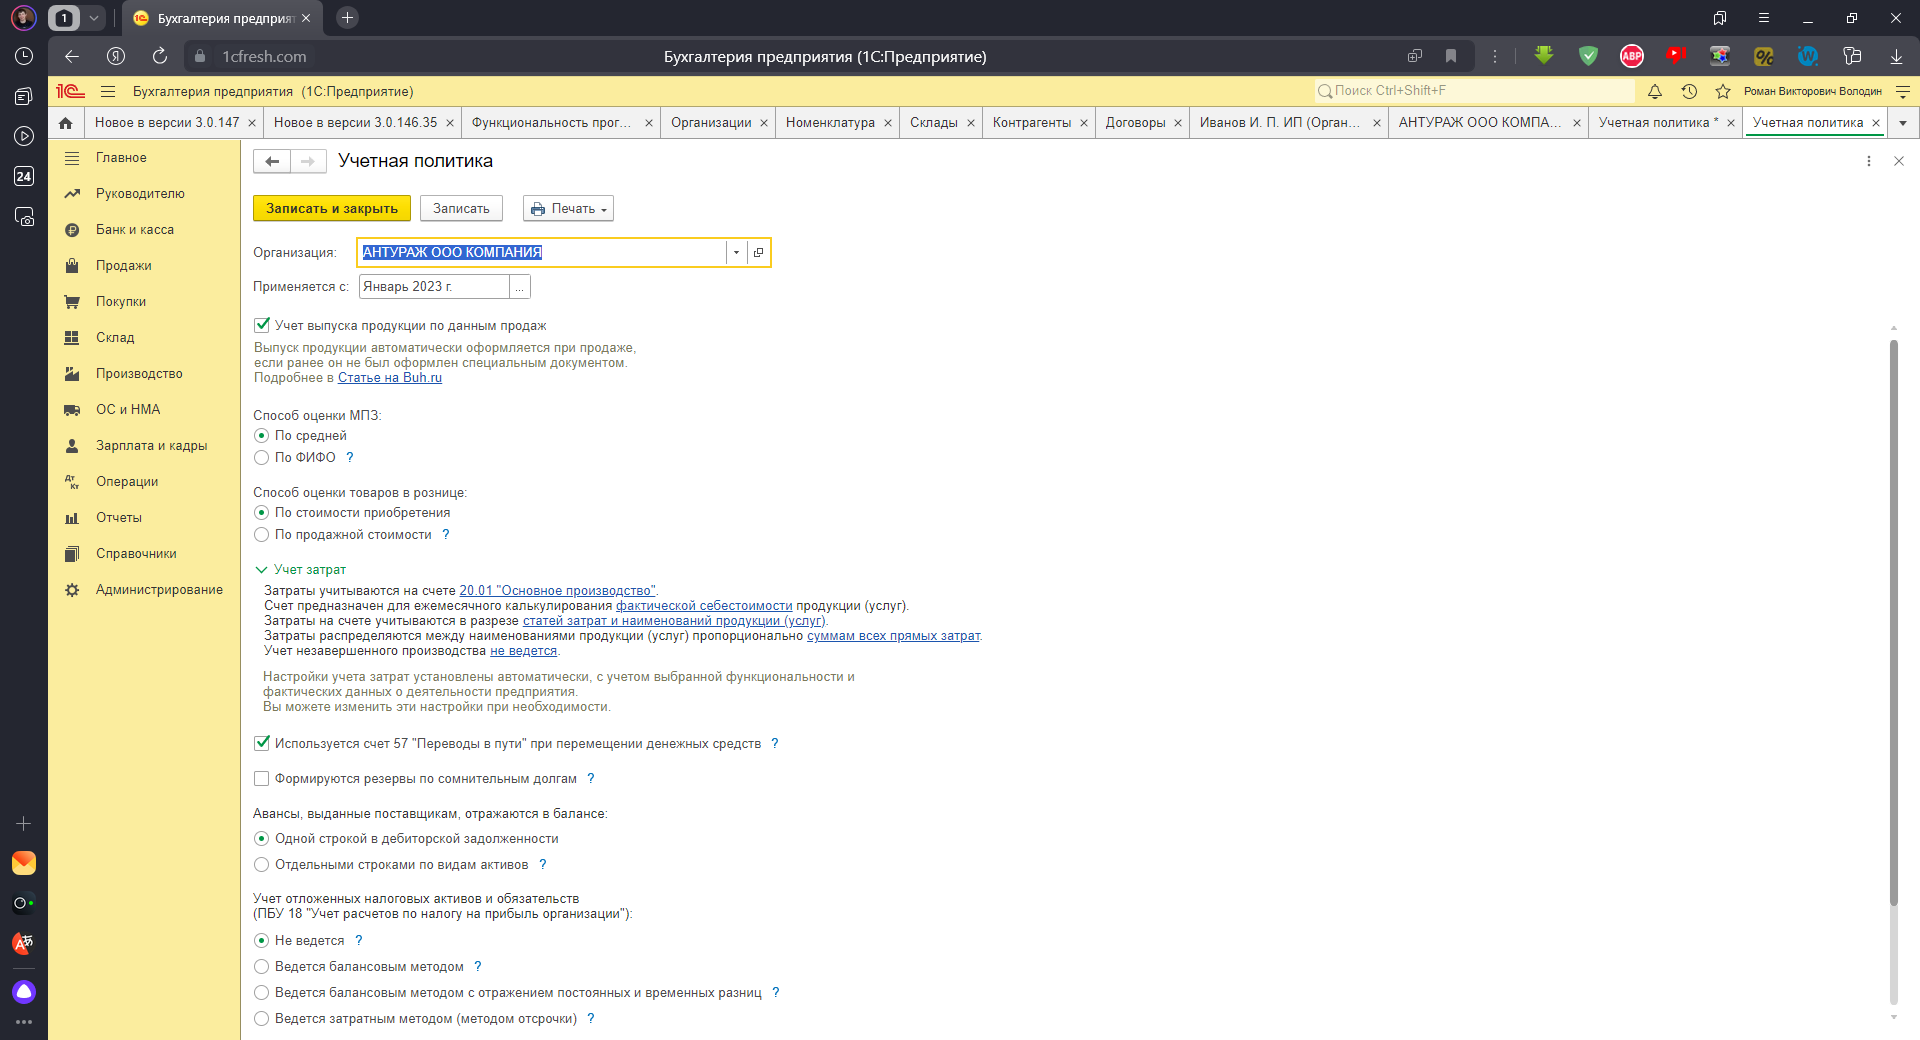 1
Бухгалтерия предприят
1cfresh.com
Бухгалтерия предприятия (1С:Предприятие)
ABP
Бухгалтерия предприятия (1С:Предприятие)
Поиск Ctrl+Shift+F
Роман Викторович Володин
Новое в версии 3.0.147
Новое в версии 3.0.146.35
Функциональность прог...
Организации
Номенклатура
Склады
Контрагенты
Договоры
Иванов И. П. ИП (Орган...
АНТУРАЖ ООО КОМПА...
Учетная политика *
Учетная политика
24
Главное
Руководителю
Банк и касса
Продажи
Покупки
Склад
Производство
ОС и НМА
Зарплата и кадры
Операции
Отчеты
Справочники
Администрирование
Учетная политика
Записать и закрыть
Записать
Печать
Организация: АНТУРАЖ ООО КОМПАНИЯ
Применяется с: Январь 2023 г. ...
Учет выпуска продукции по данным продаж
Выпуск продукции автоматически оформляется при продаже,
если ранее он не был оформлен специальным документом.
Подробнее в Статье на Buh.ru
Способ оценки МПЗ:
По средней
По ФИФО ?
Способ оценки товаров в рознице:
По стоимости приобретения
По продажной стоимости ?
Учет затрат
Затраты учитываются на счете 20.01 "Основное производство".
Счет предназначен для ежемесячного калькулирования фактической себестоимости продукции (услуг).
Затраты на счете учитываются в разрезе статей затрат и наименований продукции (услуг).
Затраты распределяются между наименованиями продукции (услуг) пропорционально суммам всех прямых затрат.
Учет незавершенного производства не ведется.
Настройки учета затрат установлены автоматически, с учетом выбранной функциональности и
фактических данных о деятельности предприятия.
Вы можете изменить эти настройки при необходимости.
Используется счет 57 "Переводы в пути" при перемещении денежных средств ?
Формируются резервы по сомнительным долгам ?
Авансы, выданные поставщикам, отражаются в балансе:
Одной строкой в дебиторской задолженности
Отдельными строками по видам активов ?
Учет отложенных налоговых активов и обязательств
(ПБУ 18 "Учет расчетов по налогу на прибыль организации"):
Не ведется ?
Ведется балансовым методом ?
Ведется балансовым методом с отражением постоянных и временных разниц ?
Ведется затратным методом (методом отсрочки) ?